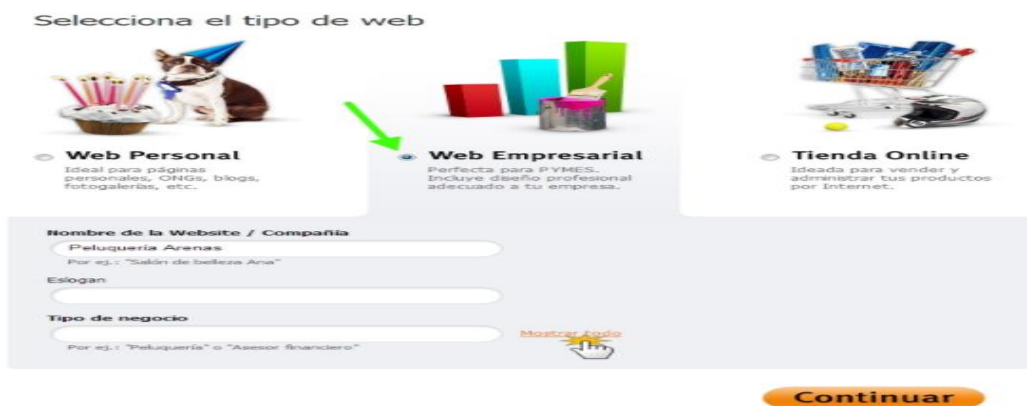 Selecciona el tipo de web
Web Personal
Ideal para páginas
personales, ONGs, blogs,
fotogalerías, etc.
Web Empresarial
Perfecta para PYMES.
Incluye diseño profesional
adecuado a tu empresa.
Tienda Online
Ideada para vender y
administrar tus productos
por Internet.
Nombre de la Website / Compañia
Peluquería Arenas
Por ej.: "Salón de belleza Ana"
Eslogan
Tipo de negocio
Mostrar todo
Por ej.: "Peluquería" o "Asesor financiero"
Continuar